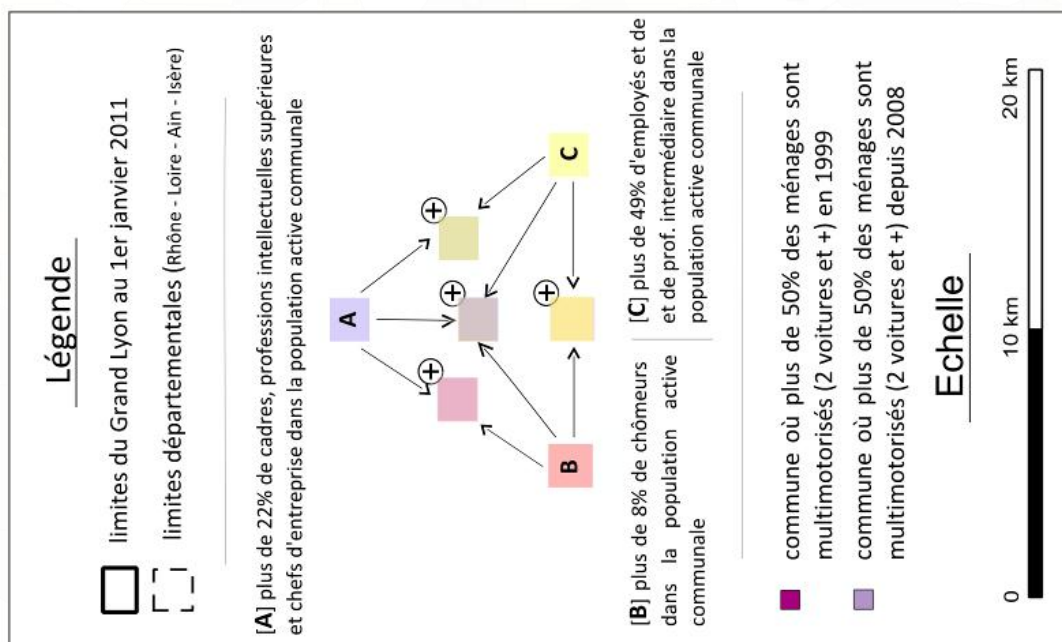 Légende
limites du Grand Lyon au 1er janvier 2011
limites départementales (Rhône - Loire - Ain - Isère)
[A] plus de 22% de cadres, professions intellectuelles supérieures
et chefs d'entreprise dans la population active communale
A
+
+
+
B
C
+
[B] plus de 8% de chômeurs
dans la population active
communale
[C] plus de 49% d'employés et de
et de prof. intermédiaire dans la
population active communale
commune où plus de 50% des ménages sont
multimotorisés (2 voitures et +) en 1999
commune où plus de 50% des ménages sont
multimotorisés (2 voitures et +) depuis 2008
Echelle
0 10 km 20 km